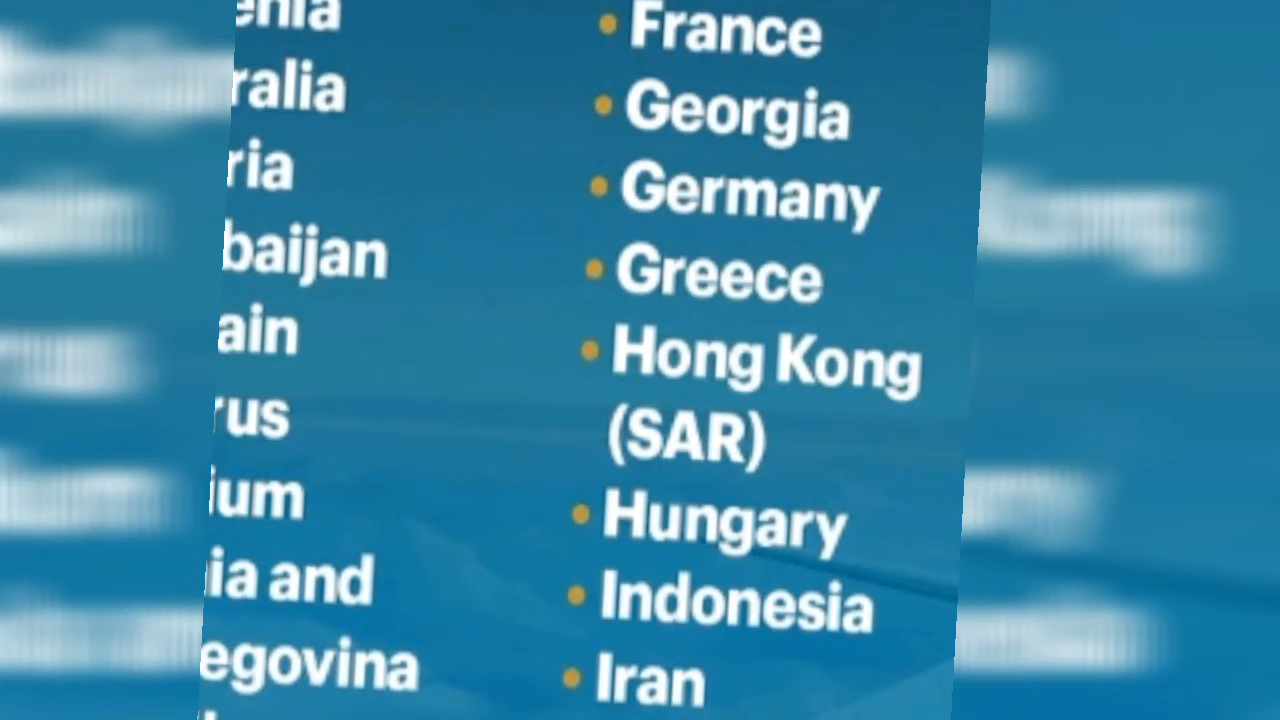 enia
ralia
ria
baijan
ain
rus
ium
ia and
egovina
• France
• Georgia
• Germany
• Greece
• Hong Kong
(SAR)
• Hungary
• Indonesia
• Iran